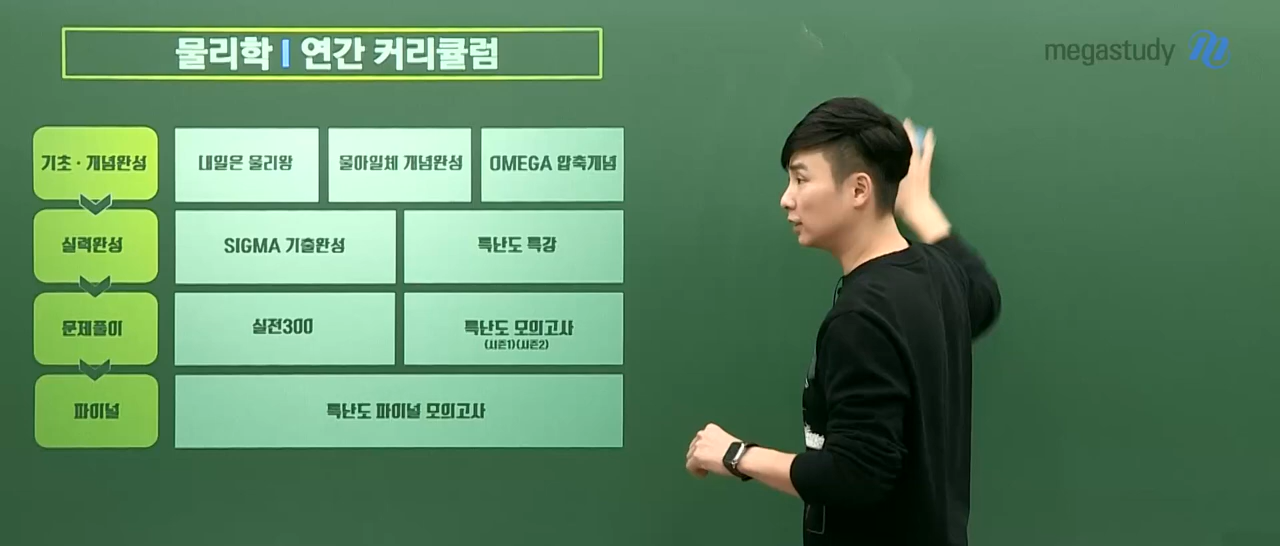 물리학 I 연간 커리큘럼
megastudy
기초·개념완성
내일은 물리왕
물아일체 개념완성
OMEGA 압축개념
실력완성
SIGMA 기출완성
특난도 특강
문제풀이
실전300
특난도 모의고사
(시즌1)(시즌2)
파이널
특난도 파이널 모의고사